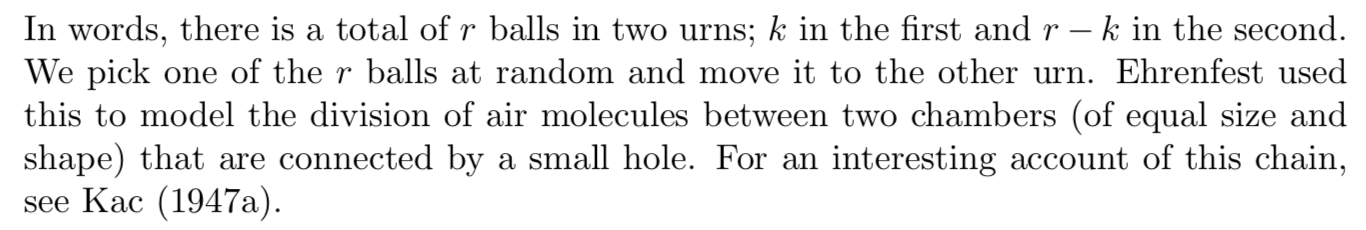 In words, there is a total of r balls in two urns; k in the first and r − k in the second.
We pick one of the r balls at random and move it to the other urn. Ehrenfest used
this to model the division of air molecules between two chambers (of equal size and
shape) that are connected by a small hole. For an interesting account of this chain,
see Kac (1947a).